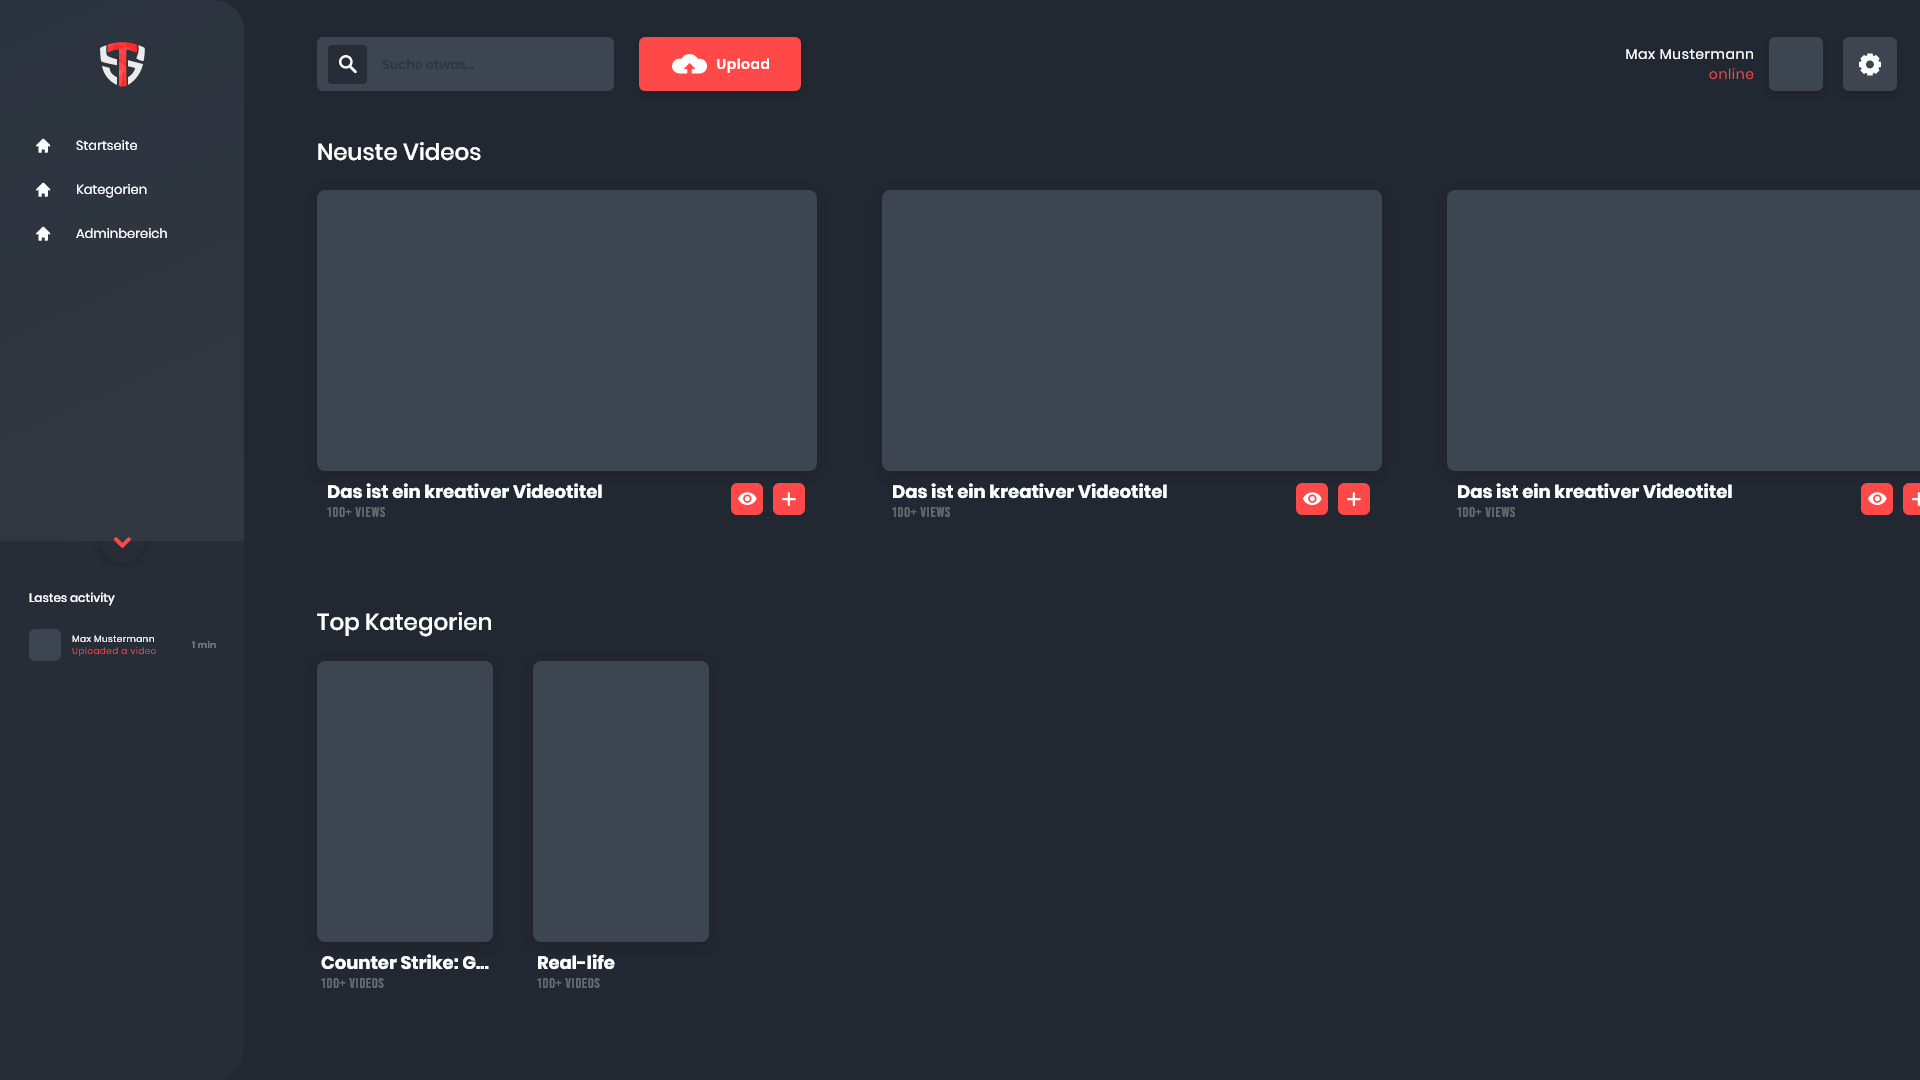 Startseite
Kategorien
Adminbereich
Lastes activity
Max Mustermann
Uploaded a video
1 min
Suche etwas...
Upload
Max Mustermann
online
Neuste Videos
Das ist ein kreativer Videotitel
100+ VIEWS
Das ist ein kreativer Videotitel
100+ VIEWS
Das ist ein kreativer Videotitel
100+ VIEWS
Top Kategorien
Counter Strike: G...
100+ VIDEOS
Real-life
100+ VIDEOS